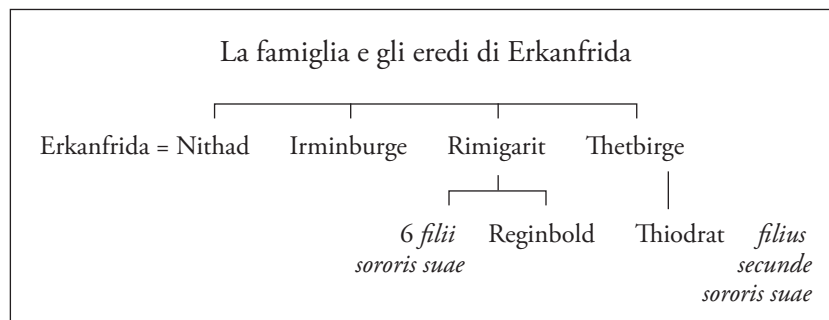 La famiglia e gli eredi di Erkanfrida
Erkanfrida = Nithad Irminburge Rimigarit Thetbirge
6 filii Reginbold Thiodrat filius
sororis suae secunde
sororis suae